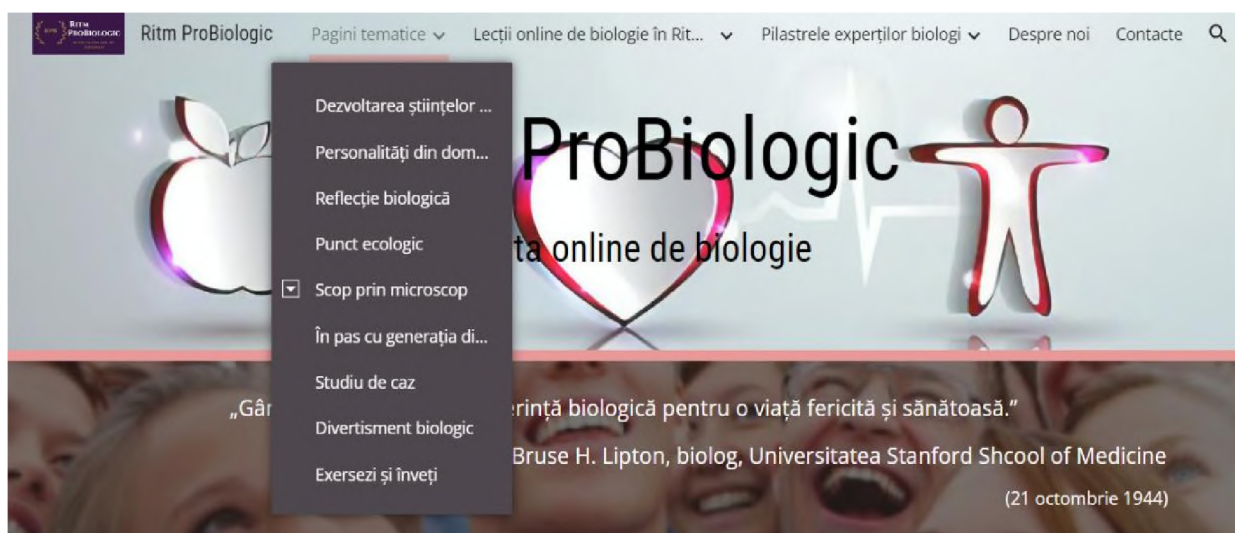 RITM
PROBIOLOGIC
Ritm ProBiologic
Pagini tematice
Lecții online de biologie în Rit...
Pilastrele experților biologi
Despre noi
Contacte
Dezvoltarea științelor ...
Personalități din dom...
Reflecție biologică
Punct ecologic
Scop prin microscop
În pas cu generația di...
Studiu de caz
Divertisment biologic
Exersezi și înveți
ProBiologic
ta online de biologie
„Gâr
erință biologică pentru o viață fericită și sănătoasă.”
Bruse H. Lipton, biolog, Universitatea Stanford Shcool of Medicine
(21 octombrie 1944)